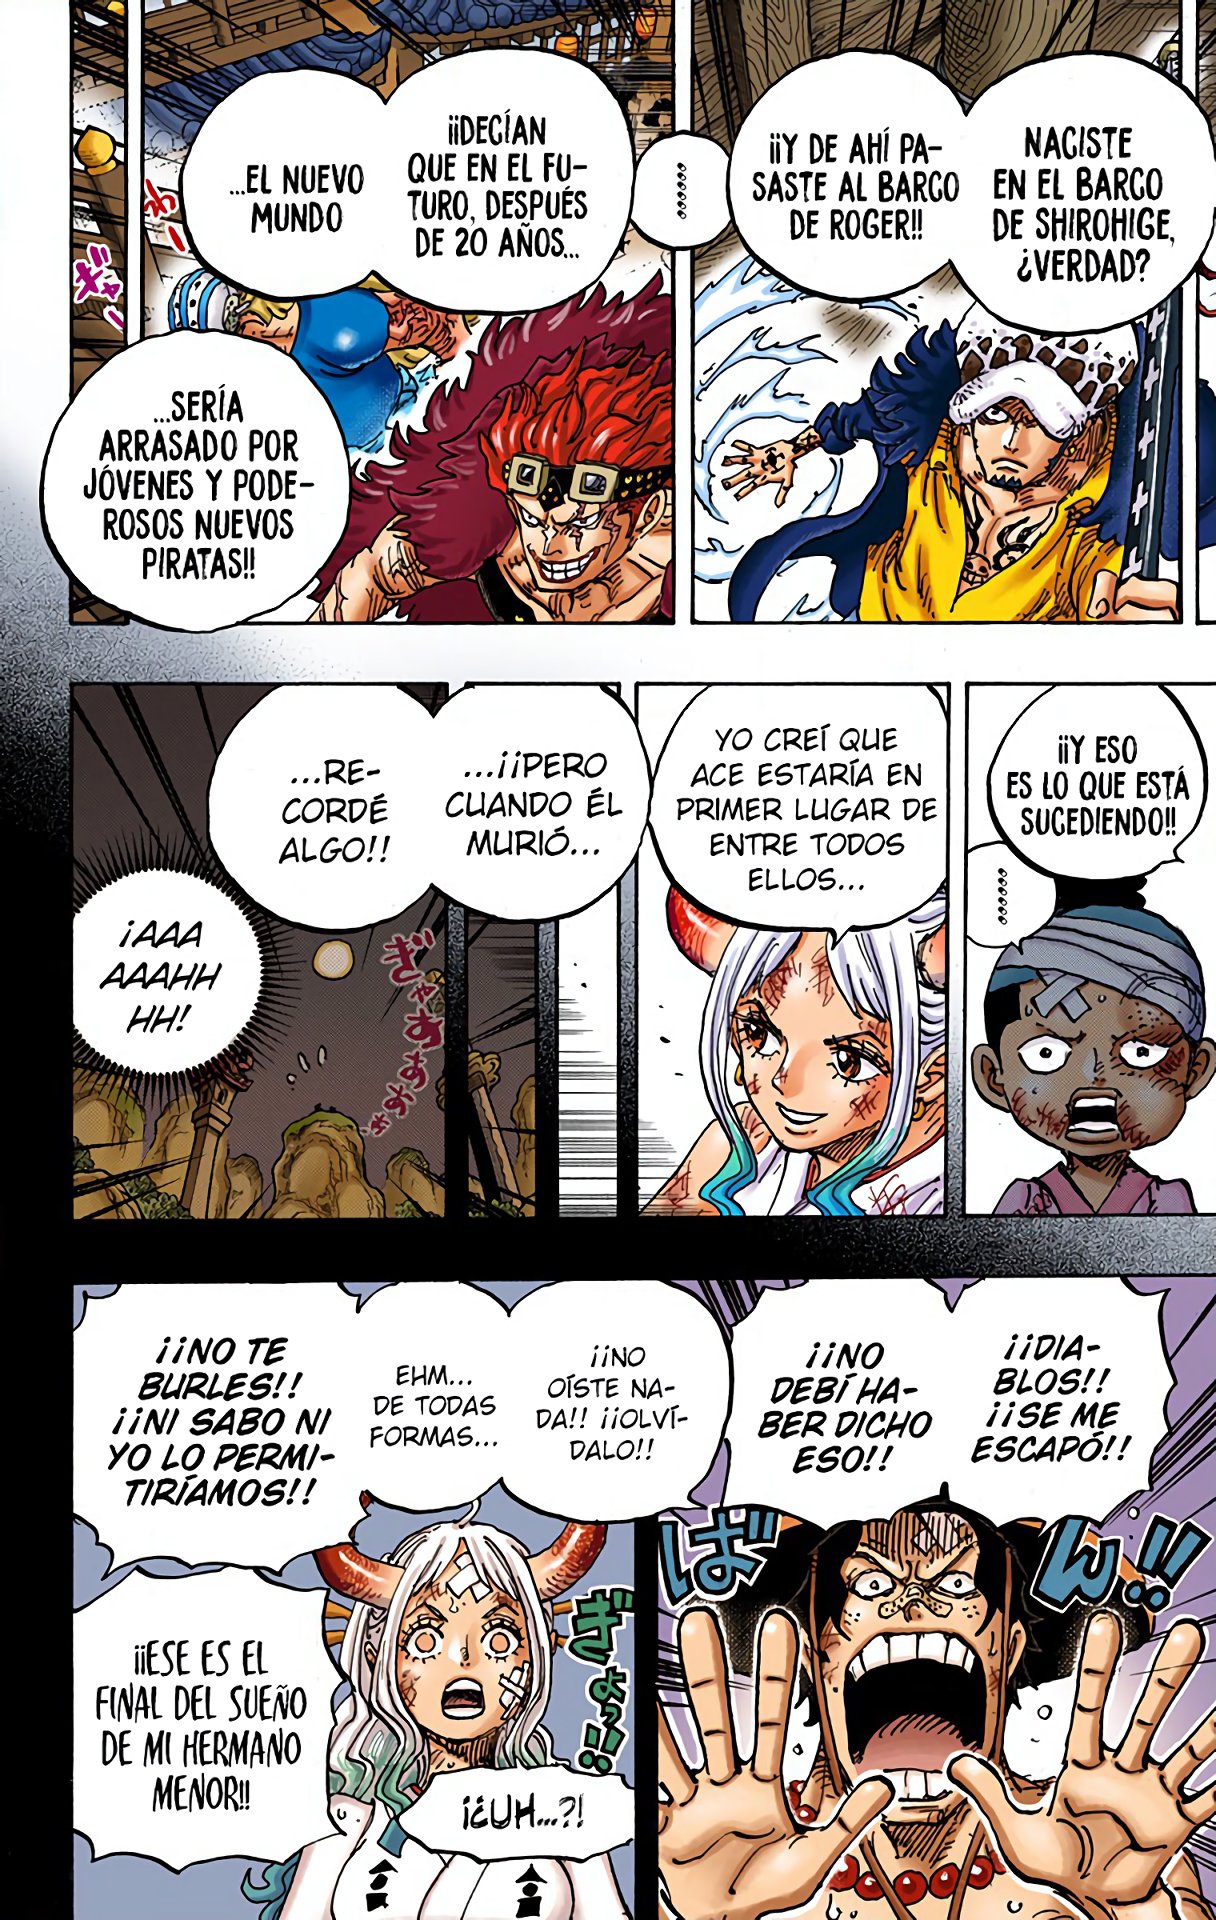 NACISTE
EN EL BARCO
DE SHIROHIGE,
¿VERDAD?
¡¡Y DE AHÍ PA-
SASTE AL BARCO
DE ROGER!!
¡¡DECÍAN
QUE EN EL FU-
TURO, DESPUÉS
DE 20 AÑOS...
...EL NUEVO
MUNDO
...SERÍA
ARRASADO POR
JÓVENES Y PODE-
ROSOS NUEVOS
PIRATAS!!
¡¡Y ESO
ES LO QUE ESTÁ
SUCEDIENDO!!
YO CREÍ QUE
ACE ESTARÍA EN
PRIMER LUGAR DE
ENTRE TODOS
ELLOS...
...¡¡PERO
CUANDO ÉL
MURIÓ...
...RE-
CORDÉ
ALGO!!
¡AAA
AAAHH
HH!
¡¡DIA-
BLOS!!
¡¡SE ME
ESCAPÓ!!
¡¡NO
DEBÍ HA-
BER DICHO
ESO!!
ばん!!
¡¡NO
OÍSTE NA-
DA!! ¡¡OLVÍ-
DALO!!
EHM...
DE TODAS
FORMAS...
ぎょっ!!
¡¿UH...?!
¡¡NO TE
BURLES!!
¡¡NI SABO NI
YO LO PERMI-
TIRÍAMOS!!
¡¡ESE ES EL
FINAL DEL SUEÑO
DE MI HERMANO
MENOR!!